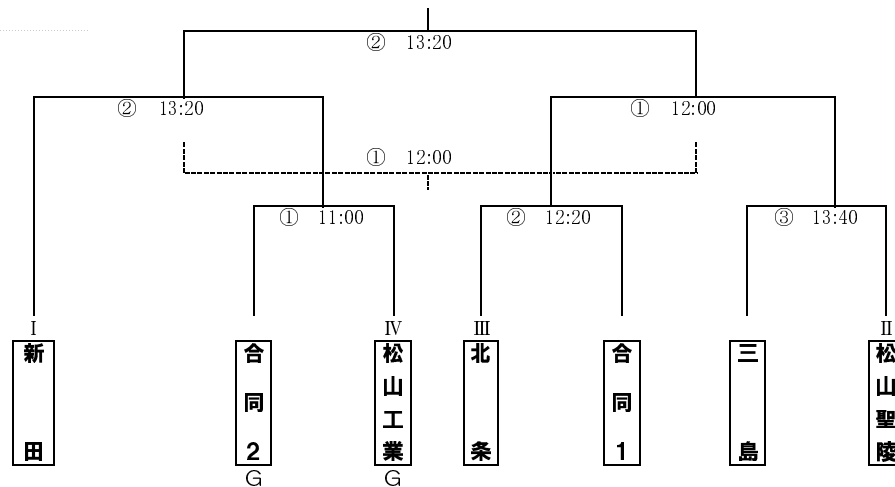 ② 13:20
② 13:20
① 12:00
① 12:00
① 11:00
② 12:20
③ 13:40
Ⅰ
Ⅳ
Ⅲ
Ⅱ
新田
合同2
松山工業
北条
合同1
三島
松山聖陵
G
G